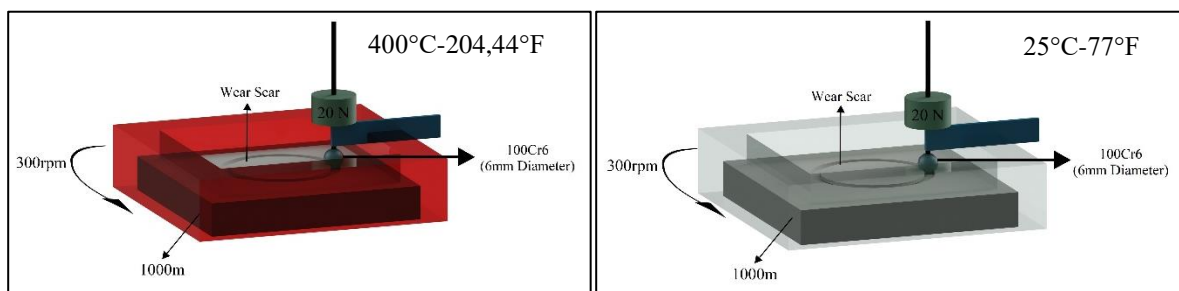 400°C-204,44°F
Wear Scar
20 N
300rpm
100Cr6
(6mm Diameter)
1000m
25°C-77°F
Wear Scar
20 N
300rpm
100Cr6
(6mm Diameter)
1000m